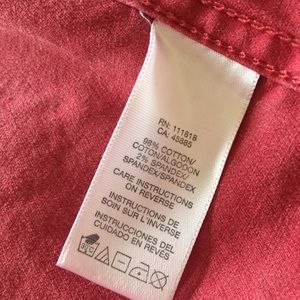 RN: 111818
CA: 45985
98% COTTON/
COTON/ALGODON
2% SPANDEX/
SPANDEX/SPANDEX
CARE INSTRUCTIONS
ON REVERSE
INSTRUCTIONS DE
SOIN SUR L'INVERSE
INSTRUCCIONES DEL
CUIDADO EN REVÉS